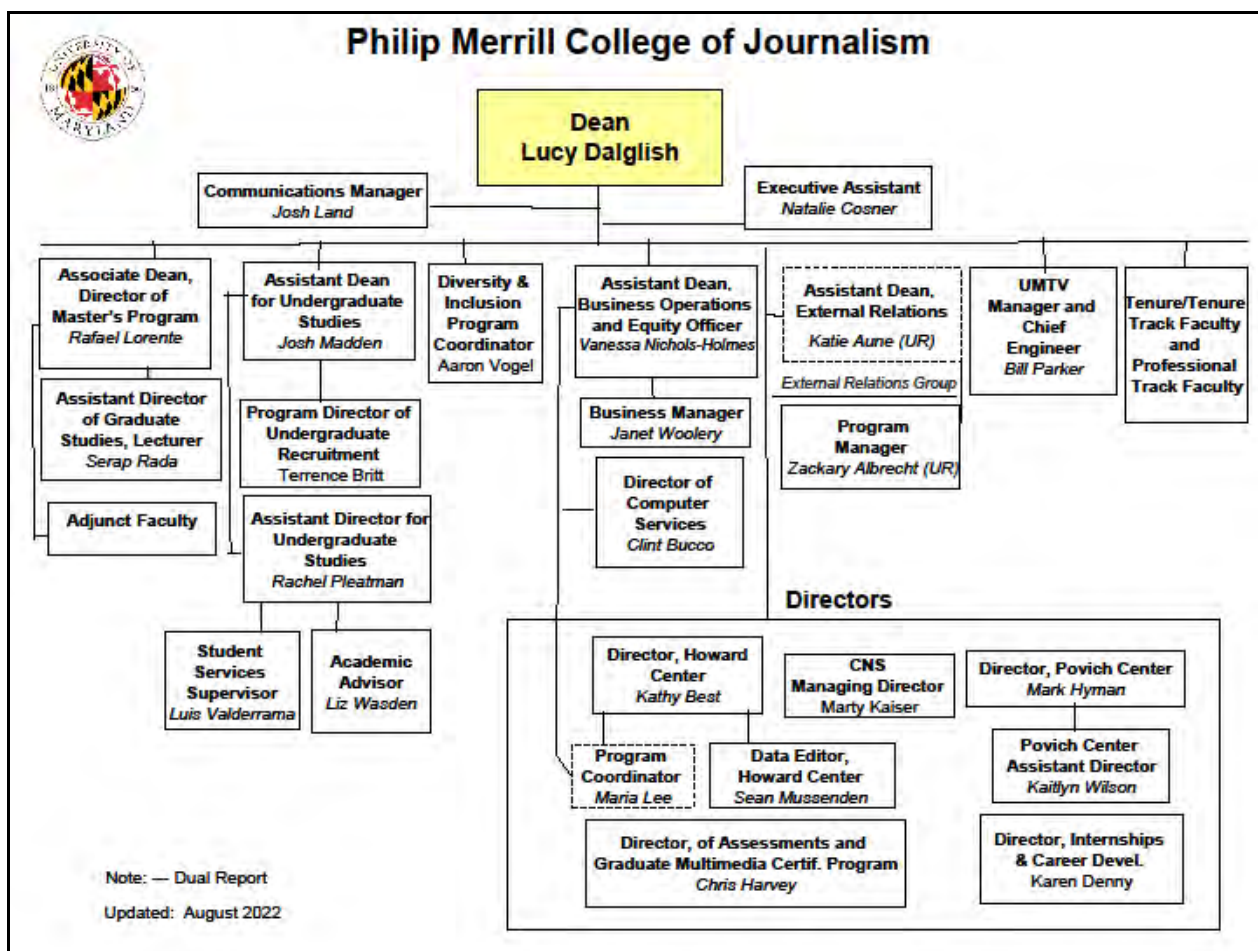 Philip Merrill College of Journalism
UNIVERSITY OF
MARYLAND
Dean
Lucy Dalglish
Communications Manager
Josh Land
Executive Assistant
Natalie Cosner
Associate Dean,
Director of
Master's Program
Rafael Lorente
Assistant Director
of Graduate
Studies, Lecturer
Serap Rada
Adjunct Faculty
Assistant Dean
for Undergraduate
Studies
Josh Madden
Program Director of
Undergraduate
Recruitment
Terrence Britt
Assistant Director for
Undergraduate
Studies
Rachel Pleatman
Student
Services
Supervisor
Luis Valderrama
Academic
Advisor
Liz Wasden
Diversity &
Inclusion
Program
Coordinator
Aaron Vogel
Assistant Dean,
Business Operations
and Equity Officer
Vanessa Nichols-Holmes
Business Manager
Janet Woolery
Director of
Computer
Services
Clint Bucco
Assistant Dean,
External Relations
Katie Aune (UR)
External Relations Group
Program
Manager
Zackary Albrecht (UR)
UMTV
Manager and
Chief
Engineer
Bill Parker
Tenure/Tenure
Track Faculty
and
Professional
Track Faculty
Directors
Director, Howard
Center
Kathy Best
CNS
Managing Director
Marty Kaiser
Director, Povich Center
Mark Hyman
Program
Coordinator
Maria Lee
Data Editor,
Howard Center
Sean Mussenden
Povich Center
Assistant Director
Kaitlyn Wilson
Director, of Assessments and
Graduate Multimedia Certif. Program
Chris Harvey
Director, Internships
& Career Devel.
Karen Denny
Note: --- Dual Report
Updated: August 2022